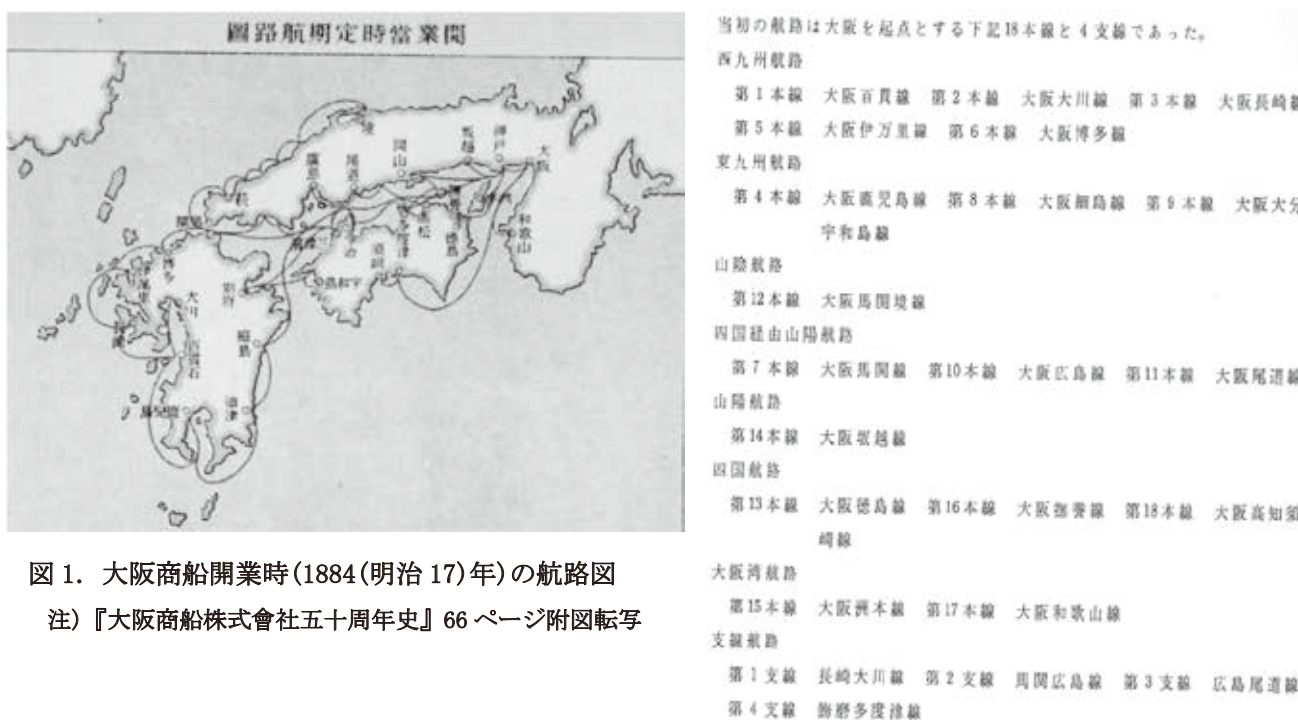 開業當時定期航路圖
境
萩
廣島
尾道
岡山
坂越
神戸
大阪
和歌山
徳島
高松
多度津
宇和島
別府
大川
細島
油津
鹿兒島
長崎
博多
図 1. 大阪商船開業時(1884(明治 17)年)の航路図
注)『大阪商船株式會社五十周年史』66 ページ附図転写
当初の航路は大阪を起点とする下記18本線と4支線であった。
西九州航路
第1本線 大阪百貫線 第2本線 大阪大川線 第3本線 大阪長崎線
第5本線 大阪伊万里線 第6本線 大阪博多線
東九州航路
第4本線 大阪鹿児島線 第8本線 大阪細島線 第9本線 大阪大分
宇和島線
山陰航路
第12本線 大阪馬関境線
四国経由山陽航路
第7本線 大阪馬関線 第10本線 大阪広島線 第11本線 大阪尾道線
山陽航路
第14本線 大阪坂越線
四国航路
第13本線 大阪徳島線 第16本線 大阪撫養線 第18本線 大阪高知須
崎線
大阪湾航路
第15本線 大阪洲本線 第17本線 大阪和歌山線
支線航路
第1支線 長崎大川線 第2支線 馬関広島線 第3支線 広島尾道線
第4支線 飾磨多度津線